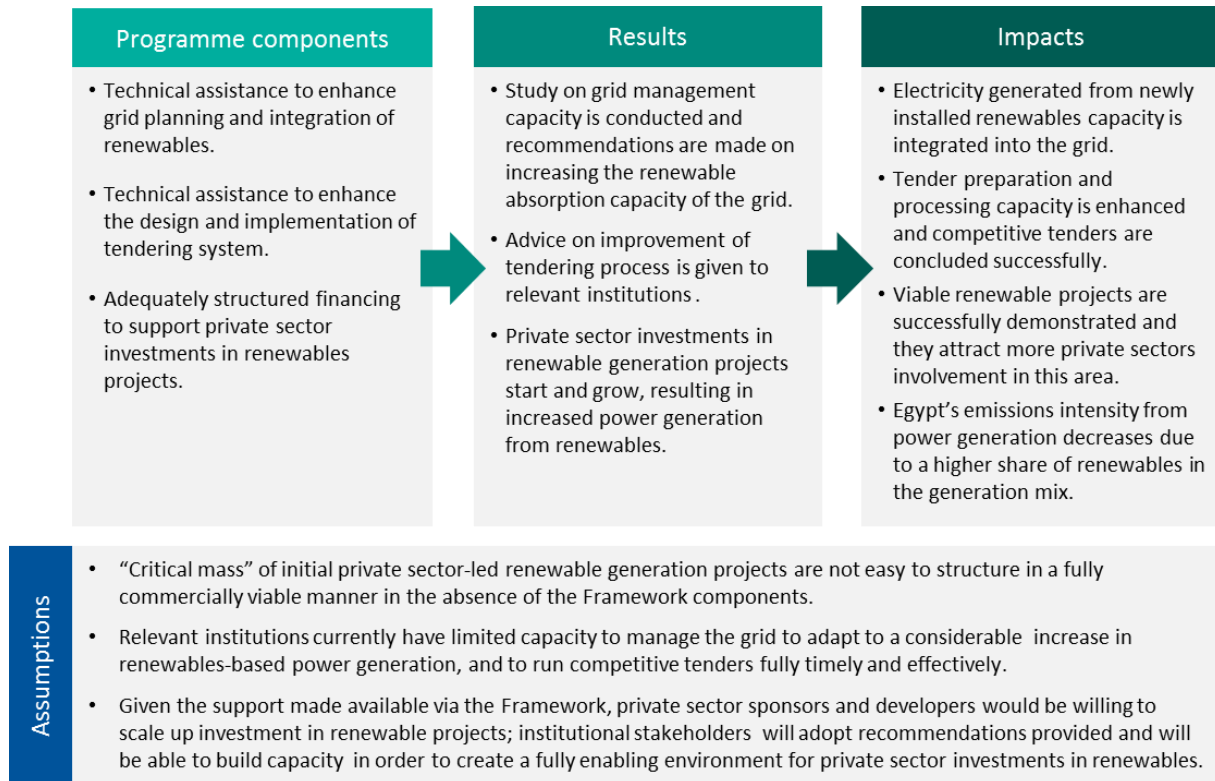 Programme components
• Technical assistance to enhance
grid planning and integration of
renewables.
• Technical assistance to enhance
the design and implementation of
tendering system.
• Adequately structured financing
to support private sector
investments in renewables
projects.
Results
• Study on grid management
capacity is conducted and
recommendations are made on
increasing the renewable
absorption capacity of the grid.
• Advice on improvement of
tendering process is given to
relevant institutions .
• Private sector investments in
renewable generation projects
start and grow, resulting in
increased power generation
from renewables.
Impacts
• Electricity generated from newly
installed renewables capacity is
integrated into the grid.
• Tender preparation and
processing capacity is enhanced
and competitive tenders are
concluded successfully.
• Viable renewable projects are
successfully demonstrated and
they attract more private sectors
involvement in this area.
• Egypt's emissions intensity from
power generation decreases due
to a higher share of renewables in
the generation mix.
Assumptions
• “Critical mass” of initial private sector-led renewable generation projects are not easy to structure in a fully
commercially viable manner in the absence of the Framework components.
• Relevant institutions currently have limited capacity to manage the grid to adapt to a considerable increase in
renewables-based power generation, and to run competitive tenders fully timely and effectively.
• Given the support made available via the Framework, private sector sponsors and developers would be willing to
scale up investment in renewable projects; institutional stakeholders will adopt recommendations provided and will
be able to build capacity in order to create a fully enabling environment for private sector investments in renewables.